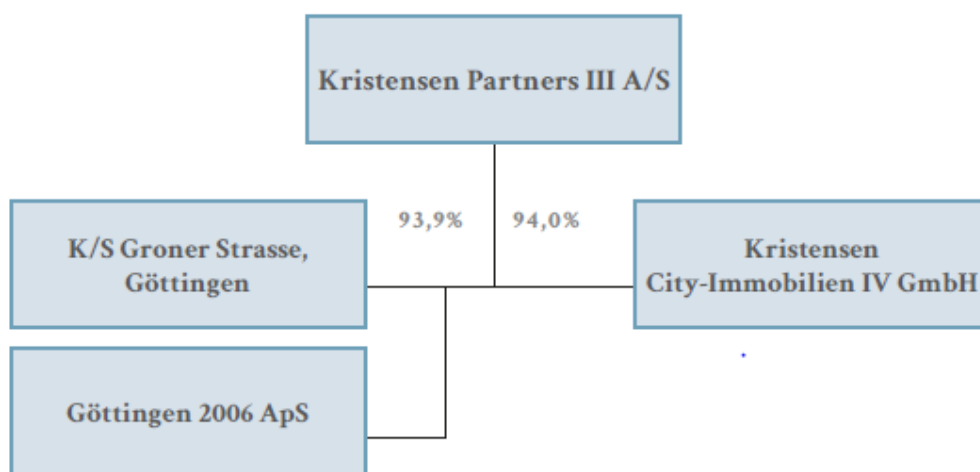 Kristensen Partners III A/S
93,9% 94,0%
K/S Groner Strasse,
Göttingen
Kristensen
City-Immobilien IV GmbH
Göttingen 2006 ApS